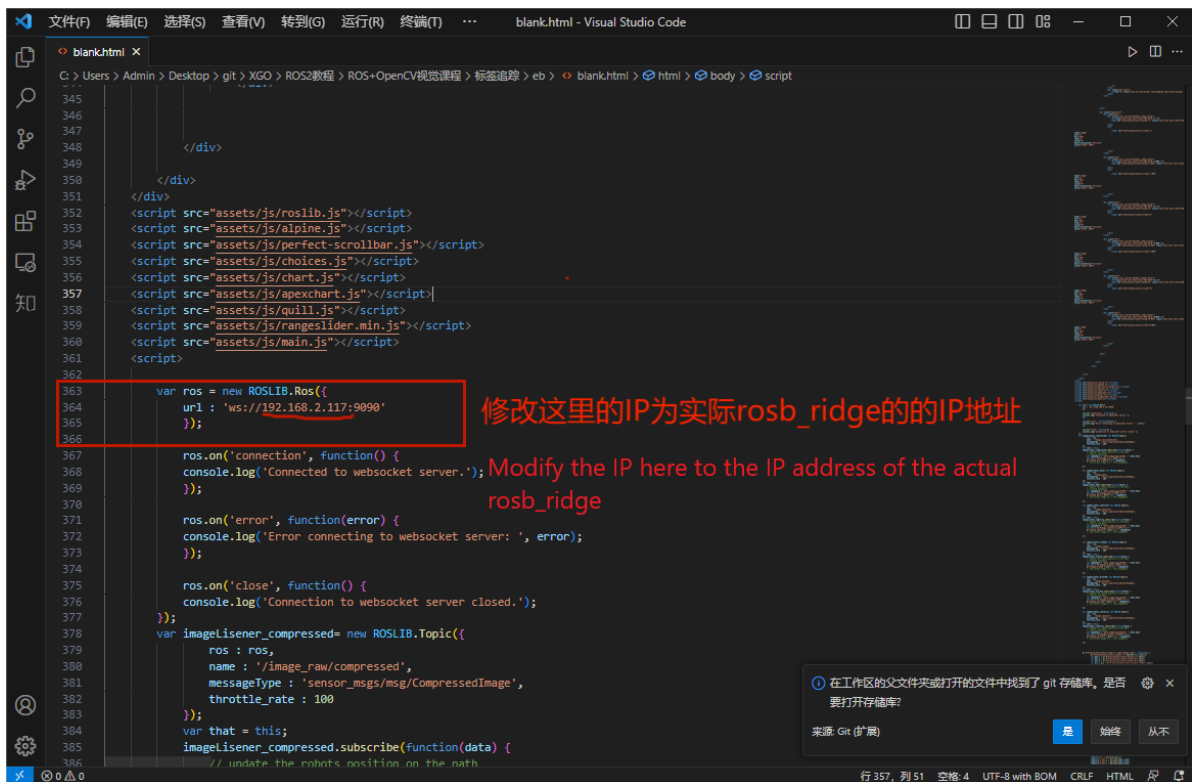 文件(F) 编辑(E) 选择(S) 查看(V) 转到(G) 运行(R) 终端(T) ··· blank.html - Visual Studio Code
<> blank.html ×
C: > Users > Admin > Desktop > git > XGO > ROS2教程 > ROS+OpenCV视觉课程 > 标签追踪 > eb > <> blank.html > html > body > script
345
346
347
348 </div>
349
350 </div>
351 </div>
352 <script src="assets/js/roslib.js"></script>
353 <script src="assets/js/alpine.js"></script>
354 <script src="assets/js/perfect-scrollbar.js"></script>
355 <script src="assets/js/choices.js"></script>
356 <script src="assets/js/chart.js"></script>
357 <script src="assets/js/apexchart.js"></script>
358 <script src="assets/js/quill.js"></script>
359 <script src="assets/js/rangeslider.min.js"></script>
360 <script src="assets/js/main.js"></script>
361 <script>
362
363 var ros = new ROSLIB.Ros({
364 url : 'ws://192.168.2.117:9090'
365 });
366
修改这里的IP为实际rosb_ridge的的IP地址
367 ros.on('connection', function() {
368 console.log('Connected to websocket server.');
369 });
Modify the IP here to the IP address of the actual
rosb_ridge
370
371 ros.on('error', function(error) {
372 console.log('Error connecting to websocket server: ', error);
373 });
374
375 ros.on('close', function() {
376 console.log('Connection to websocket server closed.');
377 });
378 var imageLisener_compressed= new ROSLIB.Topic({
379 ros : ros,
380 name : '/image_raw/compressed',
381 messageType : 'sensor_msgs/msg/CompressedImage',
382 throttle_rate : 100
383 });
384 var that = this;
385 imageLisener_compressed.subscribe(function(data) {
386 // update the robots position on the path
知
在工作区的父文件夹或打开的文件中找到了 git 存储库。是否
要打开存储库?
来源: Git (扩展)
是 始终 从不
0 0 行 357，列 51 空格: 4 UTF-8 with BOM CRLF HTML